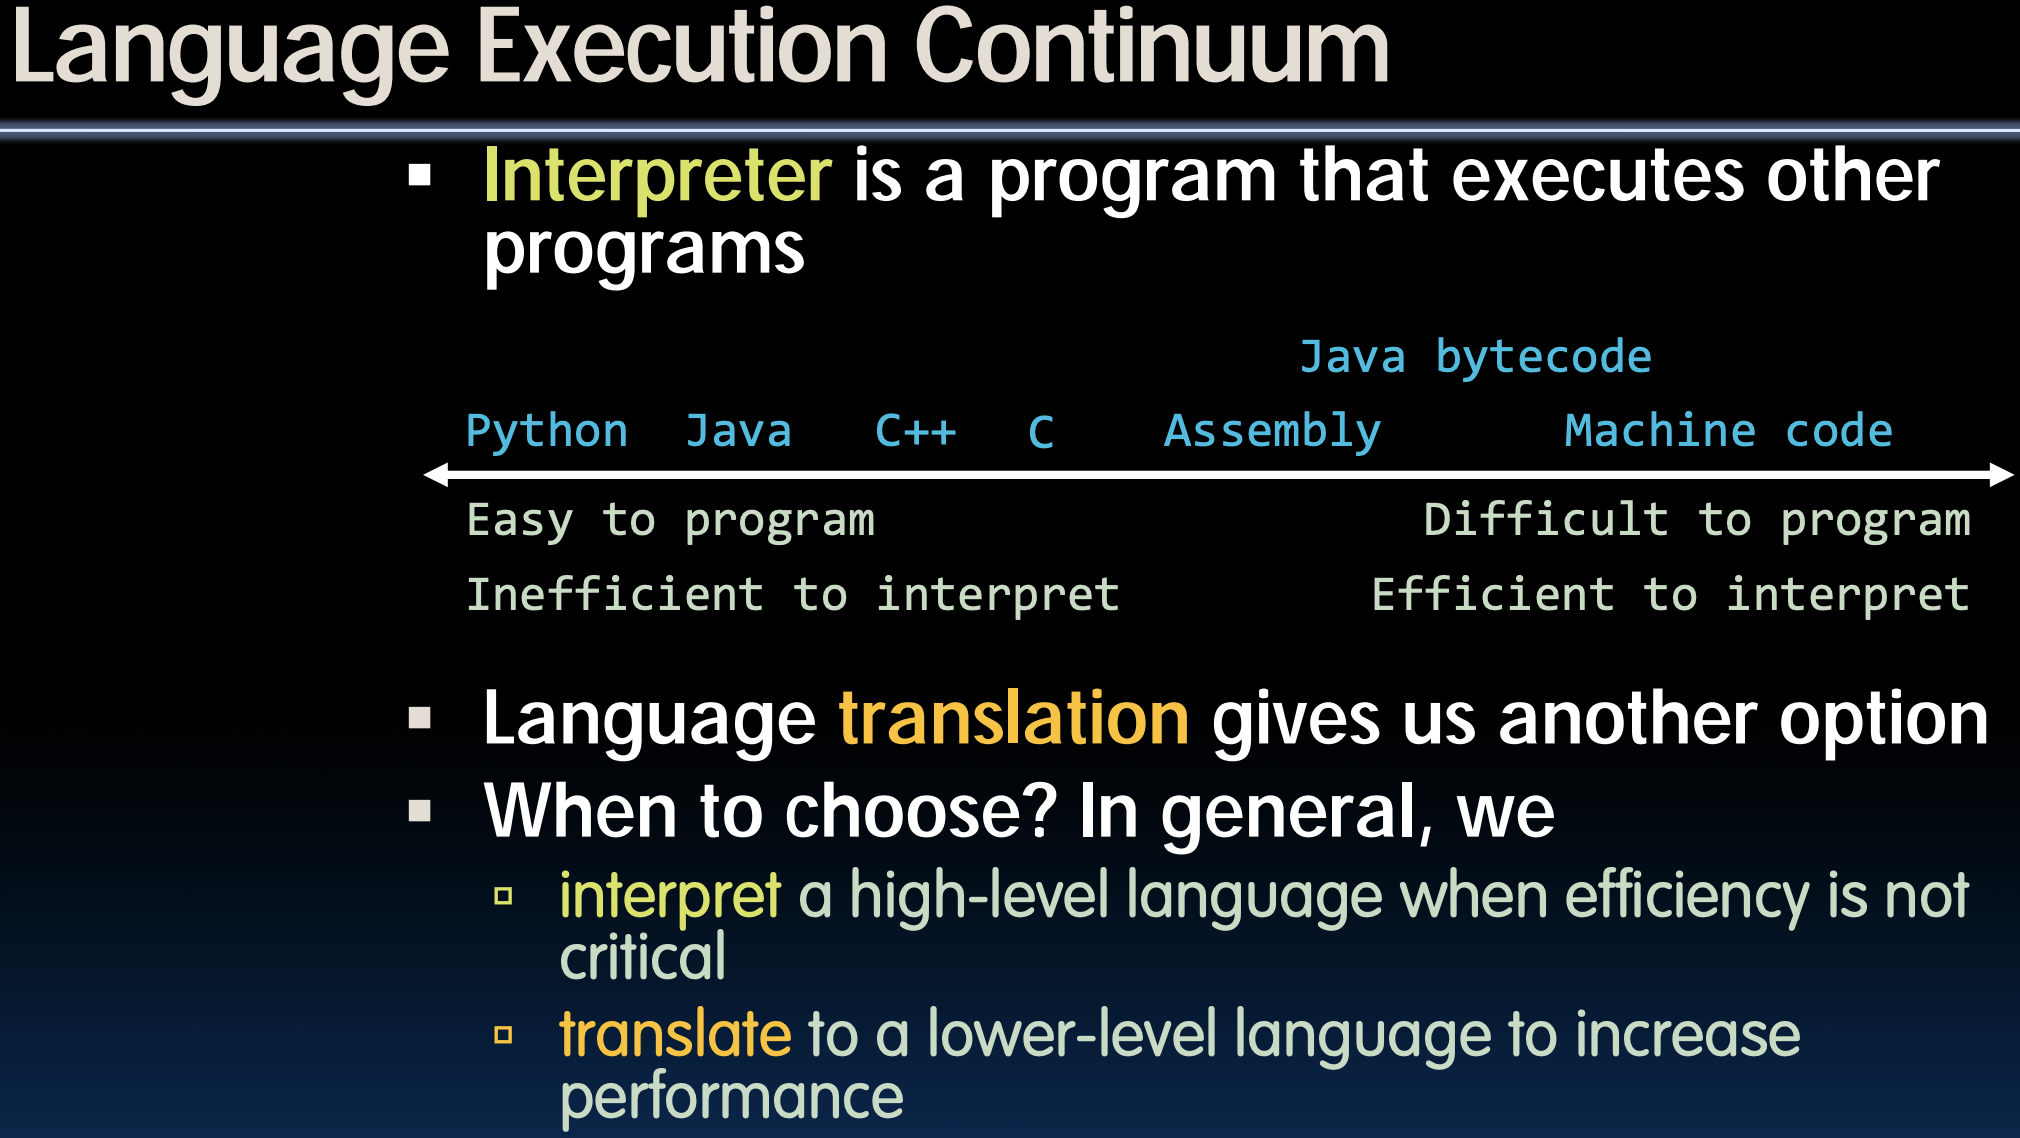 Language Execution Continuum
Interpreter is a program that executes other
programs
Java bytecode
Python Java C++ C Assembly Machine code
Easy to program Difficult to program
Inefficient to interpret Efficient to interpret
Language translation gives us another option
When to choose? In general, we
interpret a high-level language when efficiency is not
critical
translate to a lower-level language to increase
performance